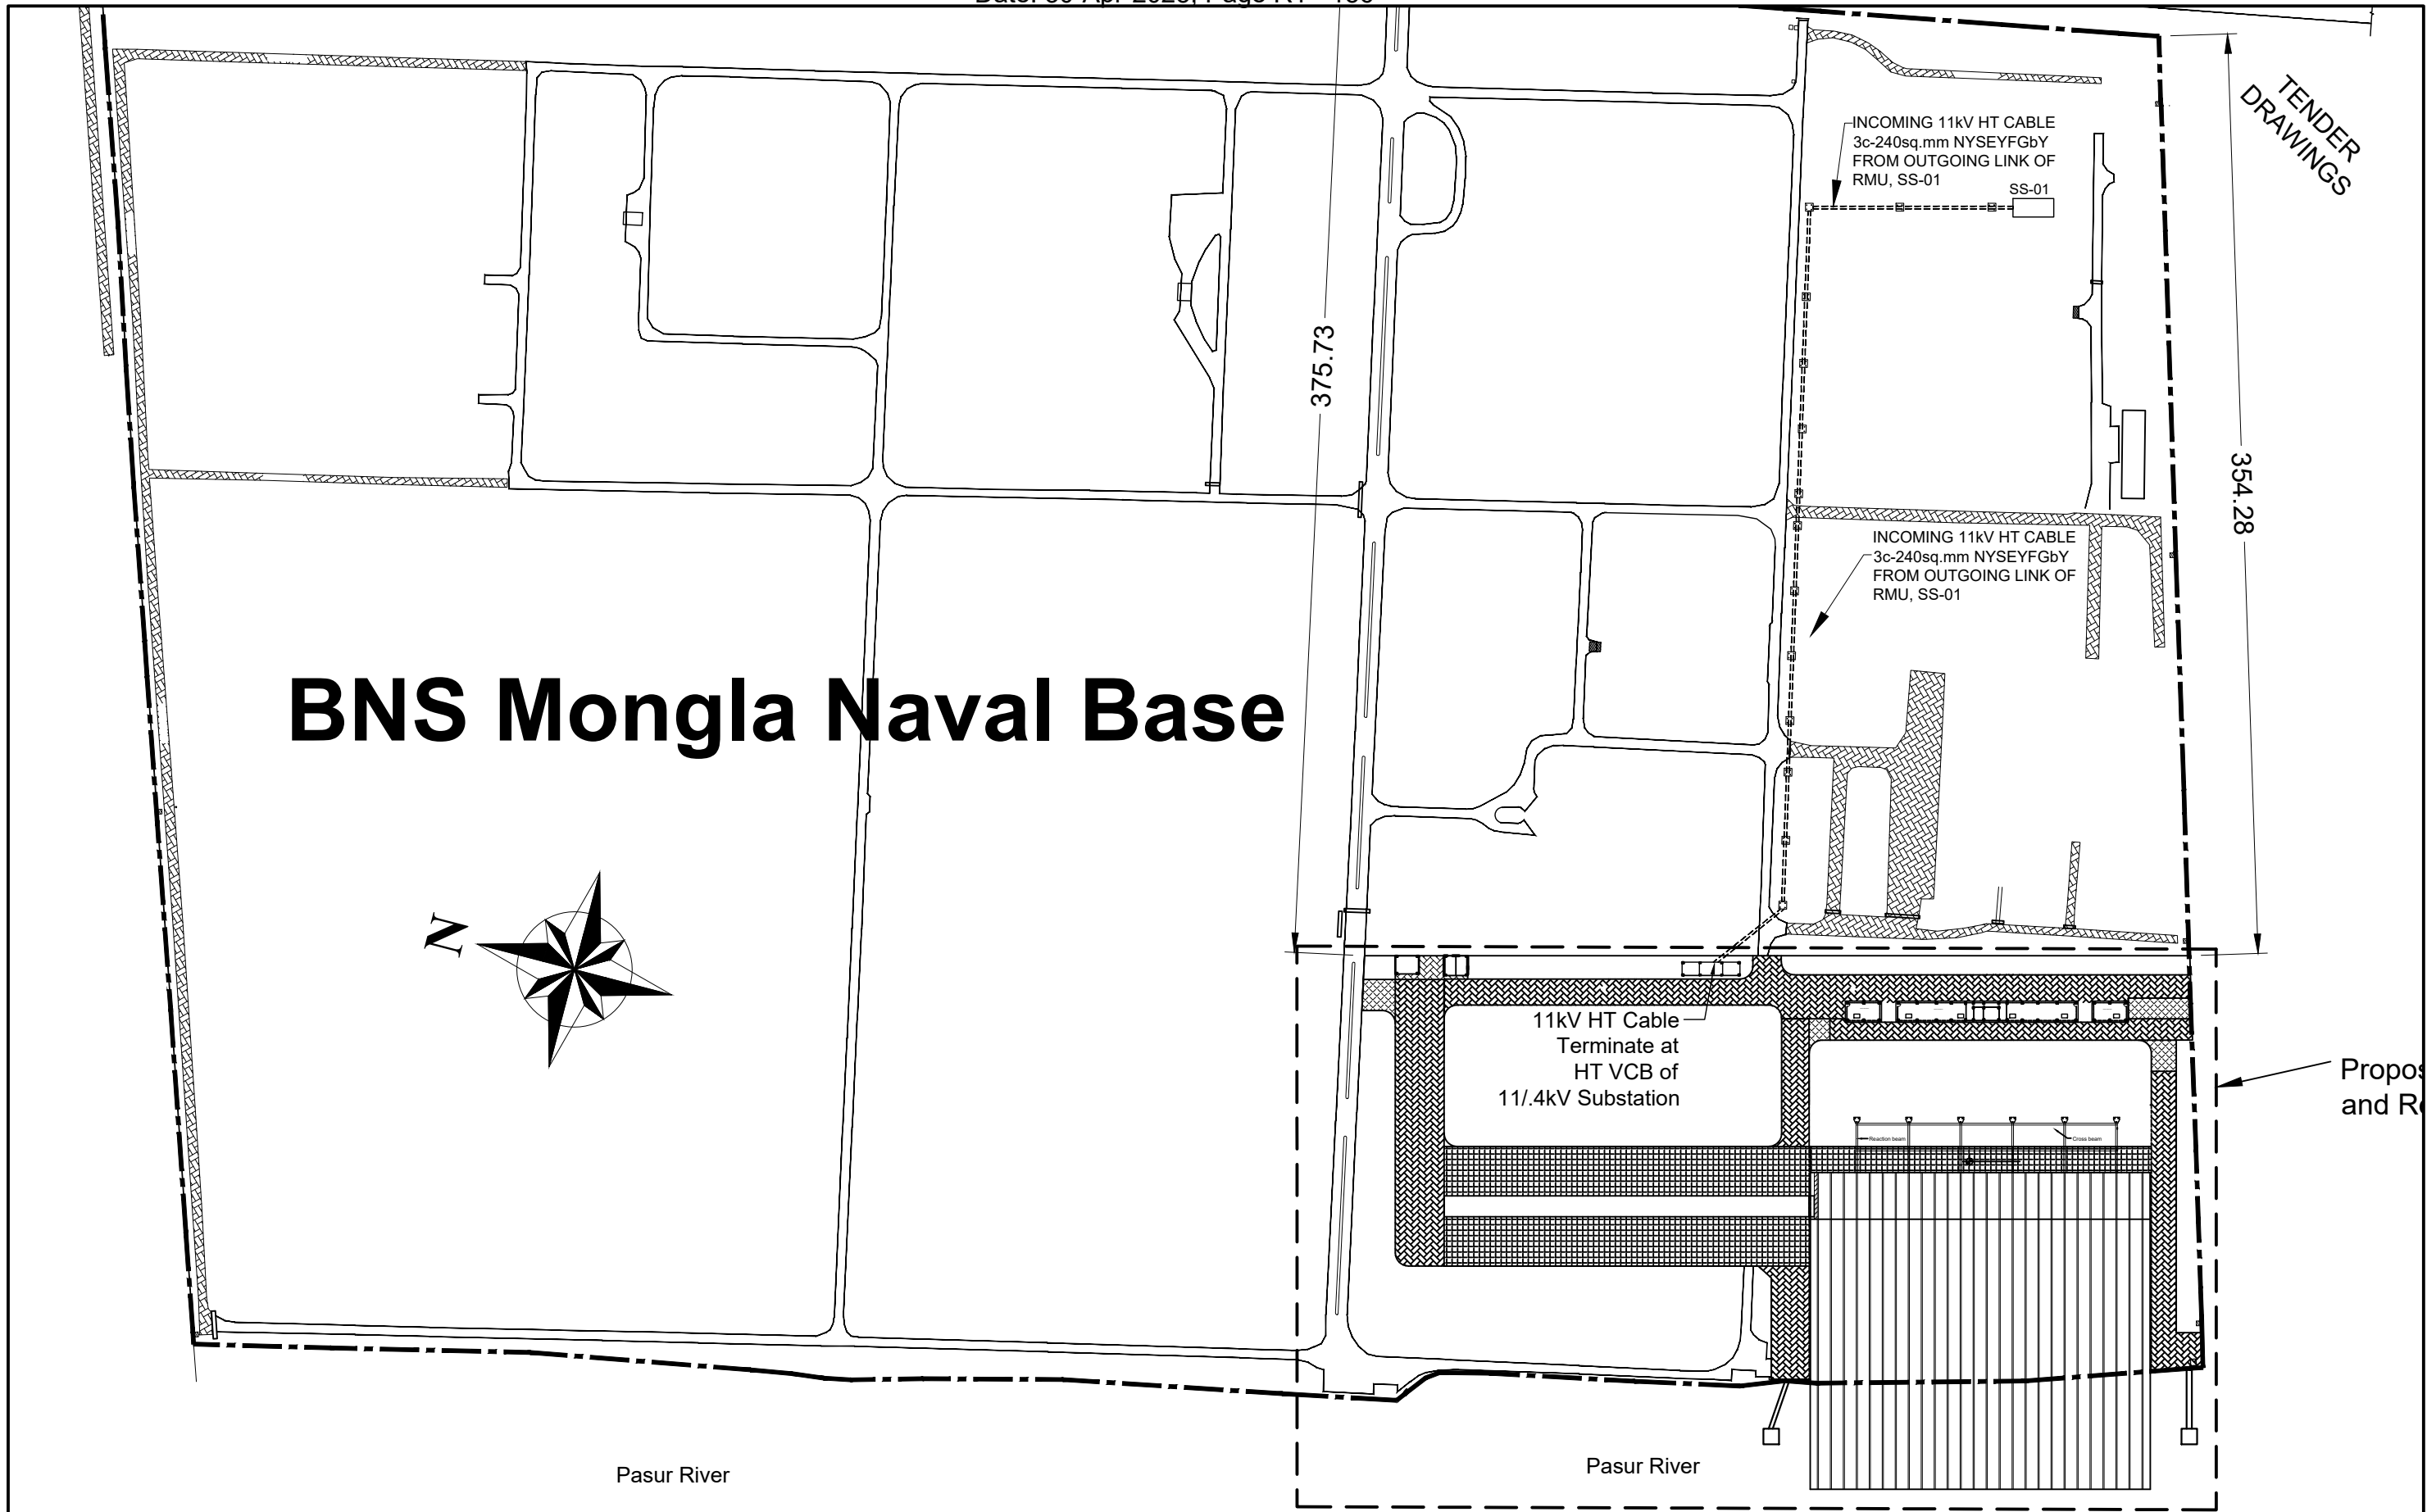 TENDER
DRAWINGS
INCOMING 11kV HT CABLE
3c-240sq.mm NYSEYFGbY
FROM OUTGOING LINK OF
RMU, SS-01
SS-01
375.73
354.28
INCOMING 11kV HT CABLE
3c-240sq.mm NYSEYFGbY
FROM OUTGOING LINK OF
RMU, SS-01
BNS Mongla Naval Base
N
11kV HT Cable
Terminate at
HT VCB of
11/.4kV Substation
and
Reaction beam
Cross beam
Pasur River
Pasur River